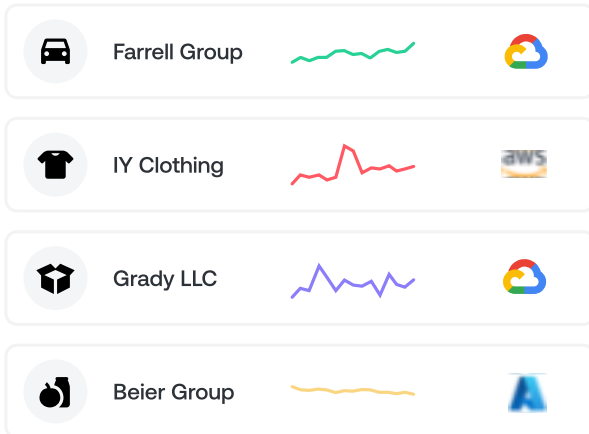 Farrell Group
IY Clothing
aws
Grady LLC
Beier Group